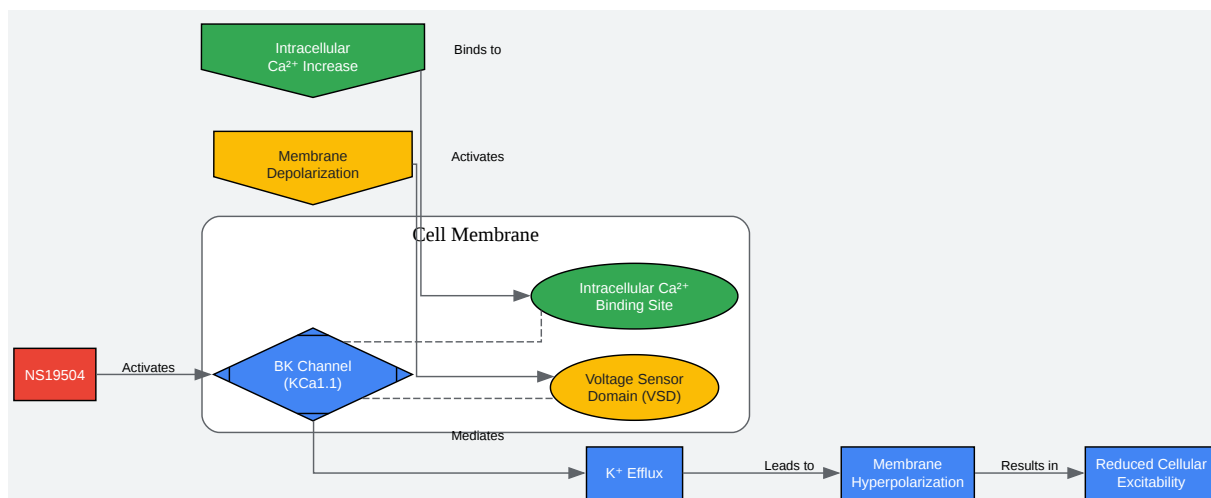 Intracellular
Ca²⁺ Increase
Binds to
Membrane
Depolarization
Activates
Cell Membrane
Intracellular Ca²⁺
Binding Site
NS19504
Activates
BK Channel
(KCa1.1)
Voltage Sensor
Domain (VSD)
Mediates
K⁺ Efflux
Leads to
Membrane
Hyperpolarization
Results in
Reduced Cellular
Excitability